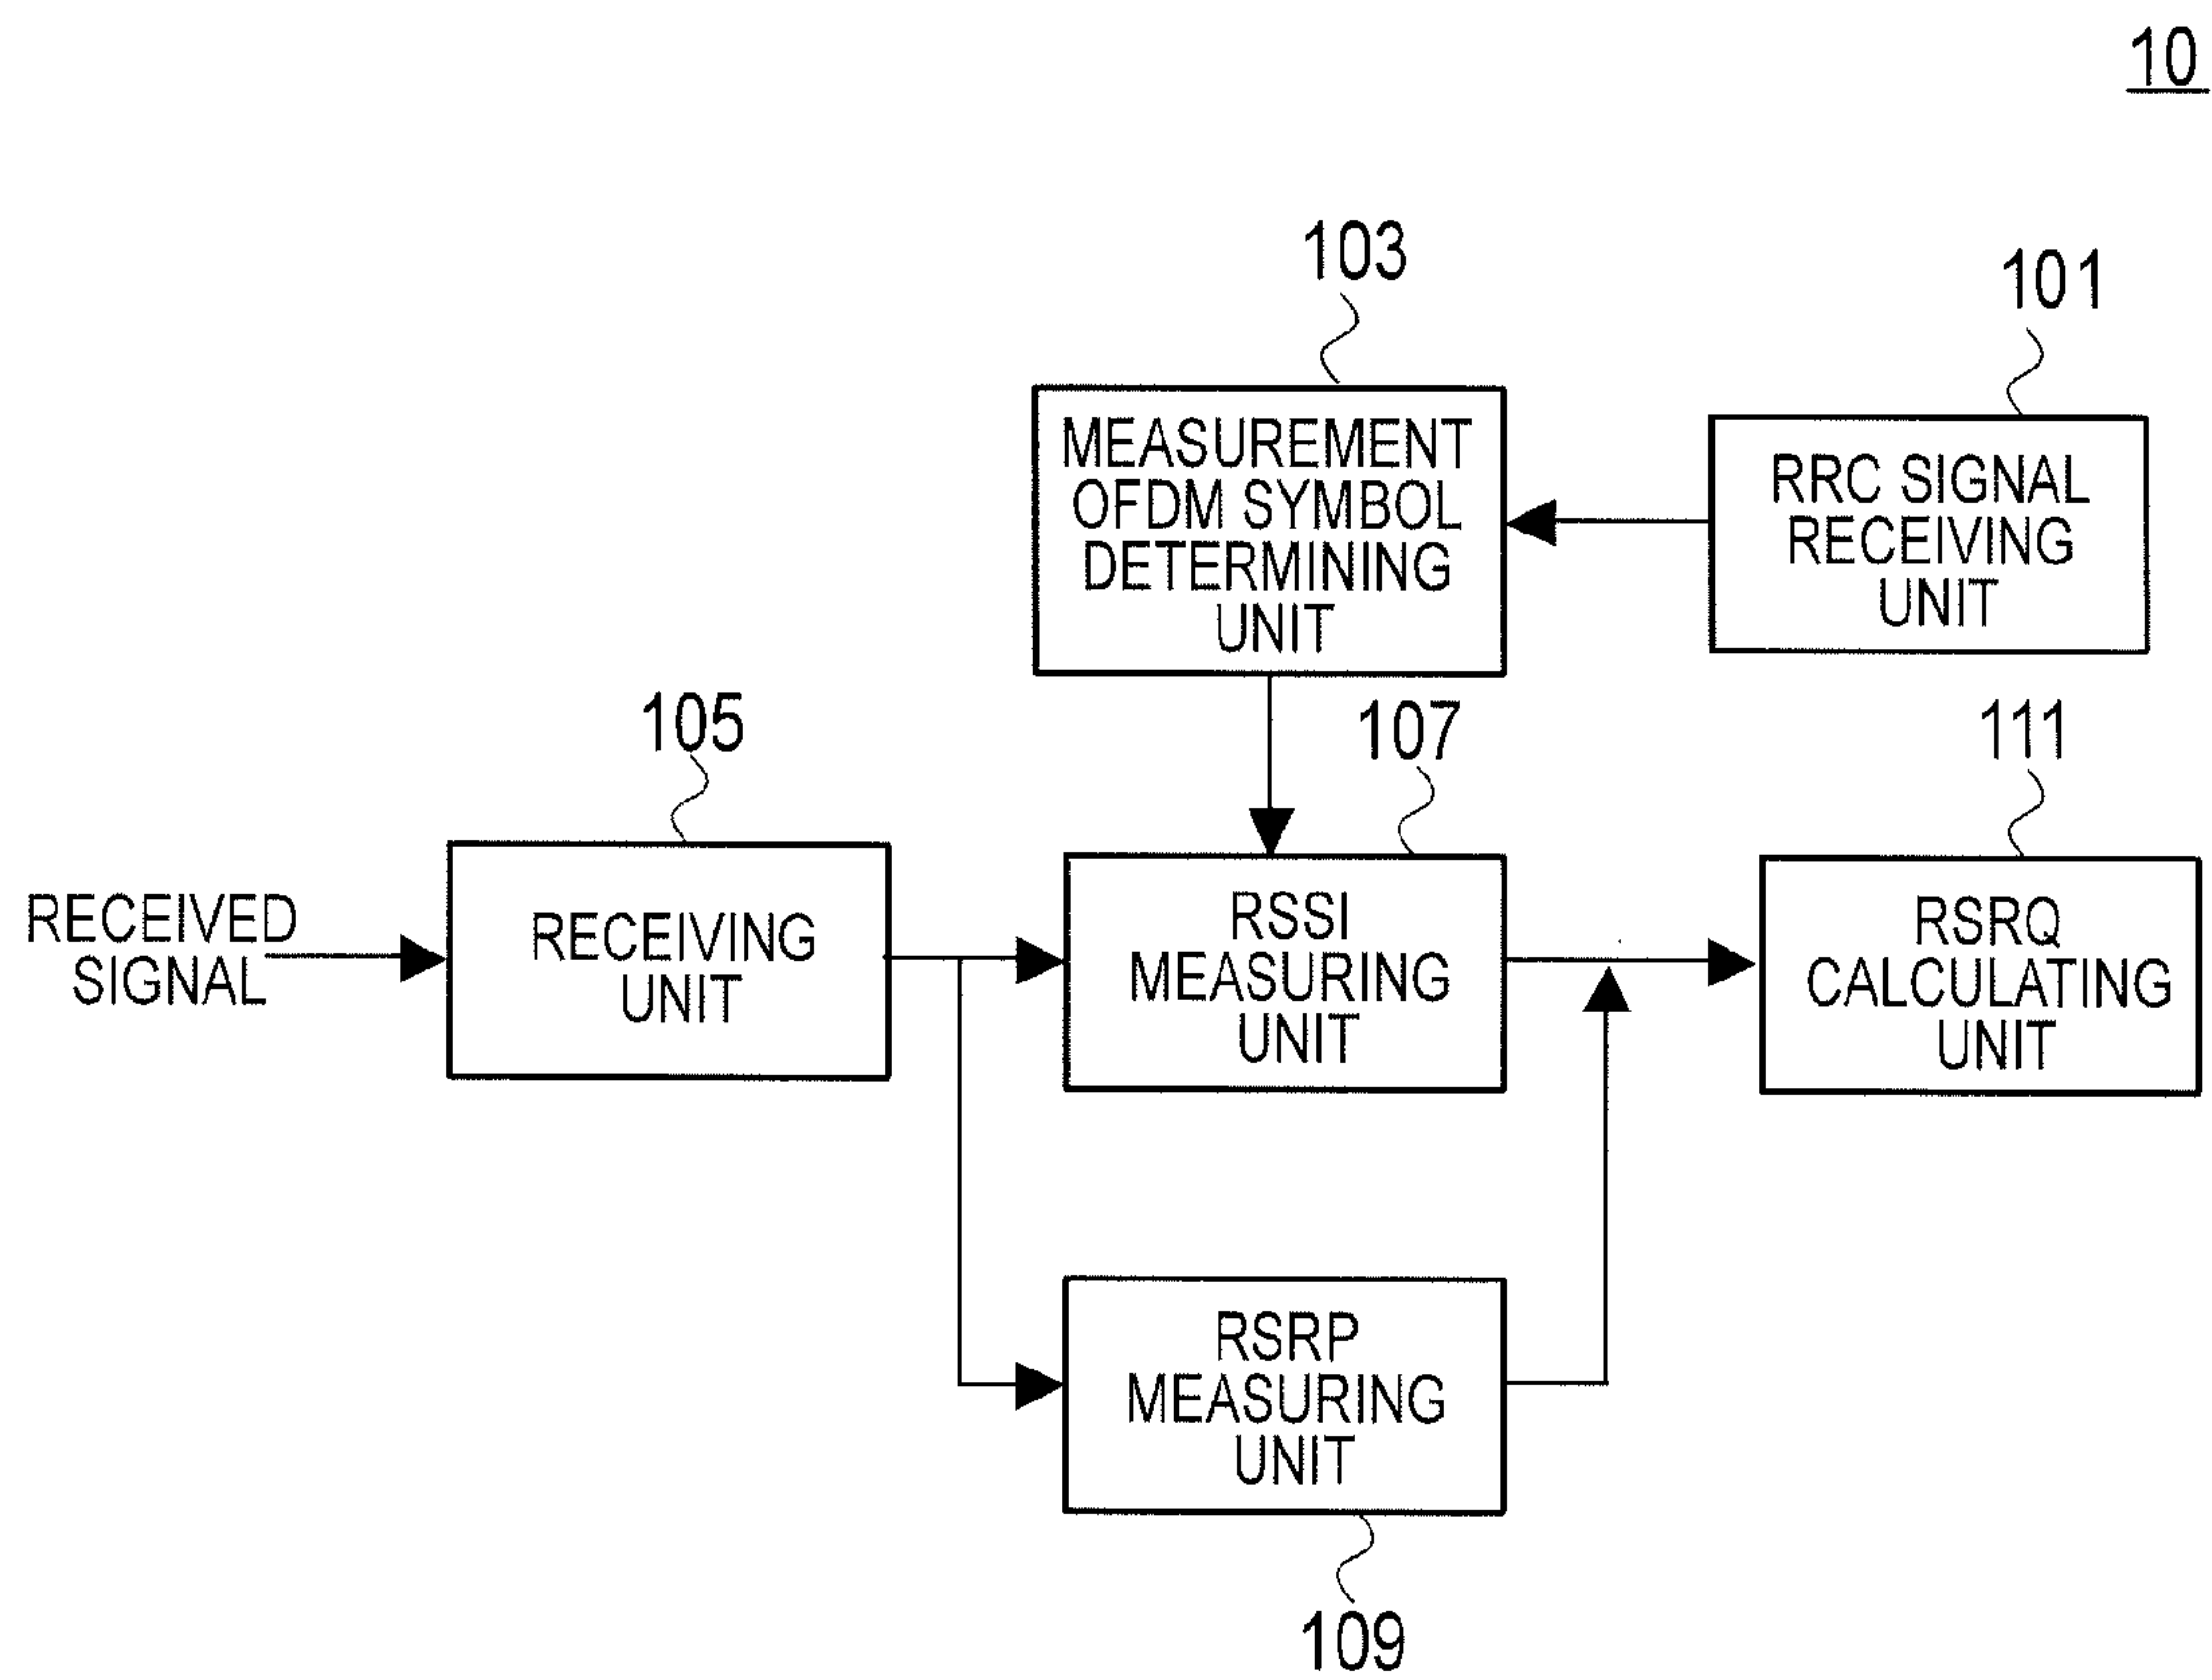 10
103
101
MEASUREMENT
OFDM SYMBOL
DETERMINING
UNIT
RRC SIGNAL
RECEIVING
UNIT
105
107
111
RECEIVED
SIGNAL
RECEIVING
UNIT
RSSI
MEASURING
UNIT
RSRQ
CALCULATING
UNIT
RSRP
MEASURING
UNIT
109